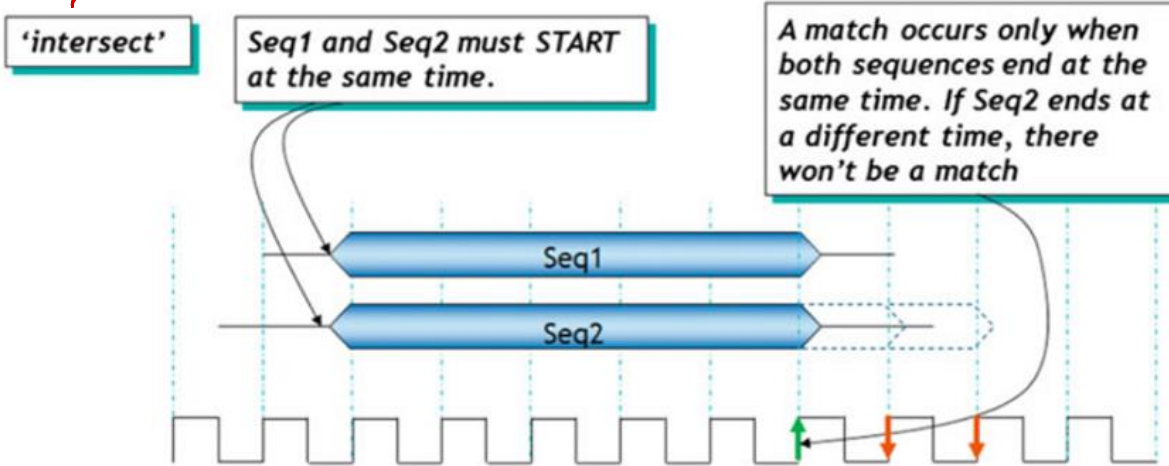 ‘intersect’
Seq1 and Seq2 must START
at the same time.
A match occurs only when
both sequences end at the
same time. If Seq2 ends at
a different time, there
won’t be a match
Seq1
Seq2